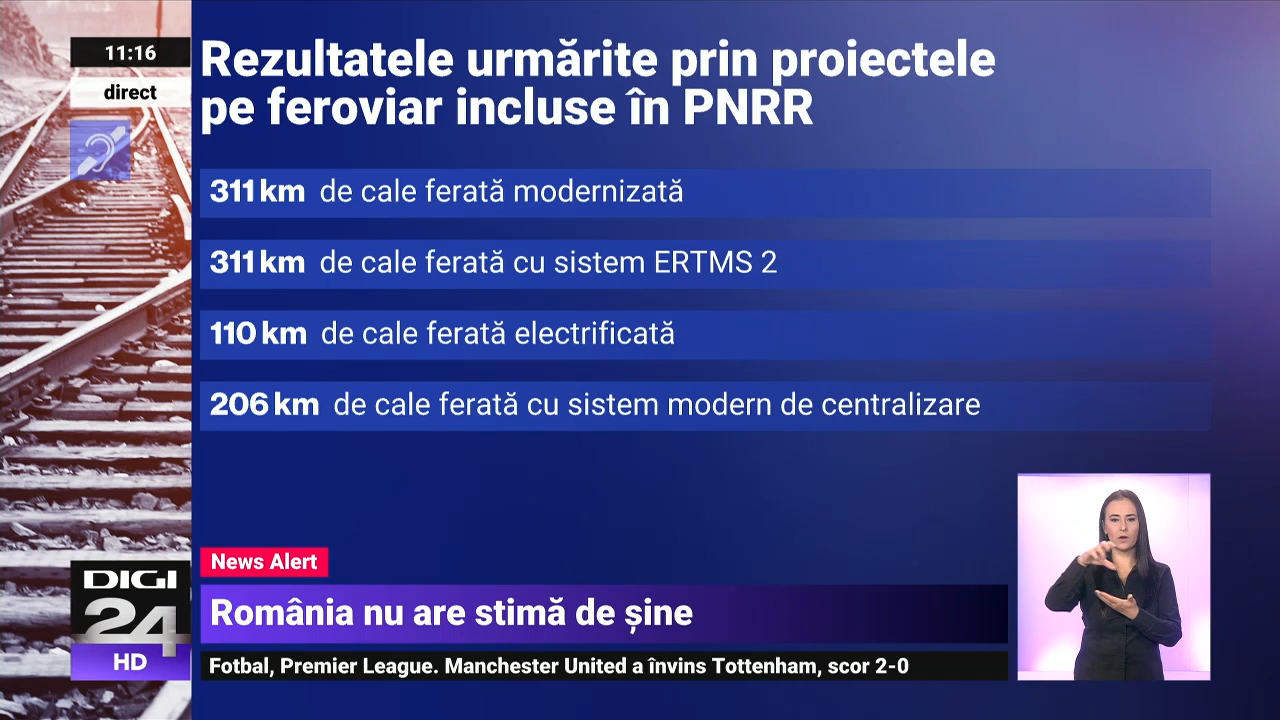 11:16
direct
Rezultatele urmărite prin proiectele
pe feroviar incluse în PNRR
311 km de cale ferată modernizată
311 km de cale ferată cu sistem ERTMS 2
110 km de cale ferată electrificată
206 km de cale ferată cu sistem modern de centralizare
News Alert
România nu are stimă de șine
Fotbal, Premier League. Manchester United a învins Tottenham, scor 2-0
DIGI
24
HD